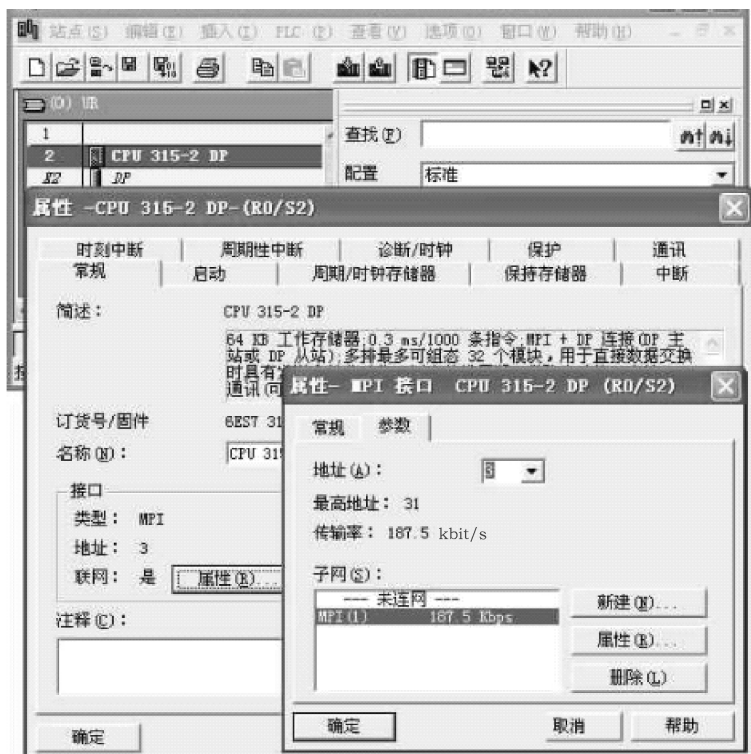 站点(S) 编辑(E) 插入(I) PLC (P) 查看(V) 选项(O) 窗口(W) 帮助(H)
(0) UR
1
2 CPU 315-2 DP
X2 DP
查找(F)
配置 标准
属性 -CPU 315-2 DP-(R0/S2)
时刻中断 周期性中断 诊断/时钟 保护 通讯
常规 启动 周期/时钟存储器 保持存储器 中断
简述： CPU 315-2 DP
64 KB 工作存储器;0.3 ms/1000 条指令;MPI + DP 连接(DP 主
站或 DP 从站);多排最多可组态 32 个模块，用于直接数据交换
时具有
通讯(可
订货号/固件 6EST 31
名称(N)： CPU 31
接口
类型： MPI
地址： 3
联网： 是 属性(R)...
注释(C)：
确定
属性- MPI 接口 CPU 315-2 DP (R0/S2)
常规 参数
地址(A)： 3
最高地址： 31
传输率： 187.5 kbit/s
子网(S)：
--- 未连网 ---
MPI(1) 187.5 Kbps
新建(N)...
属性(R)...
删除(L)
确定 取消 帮助